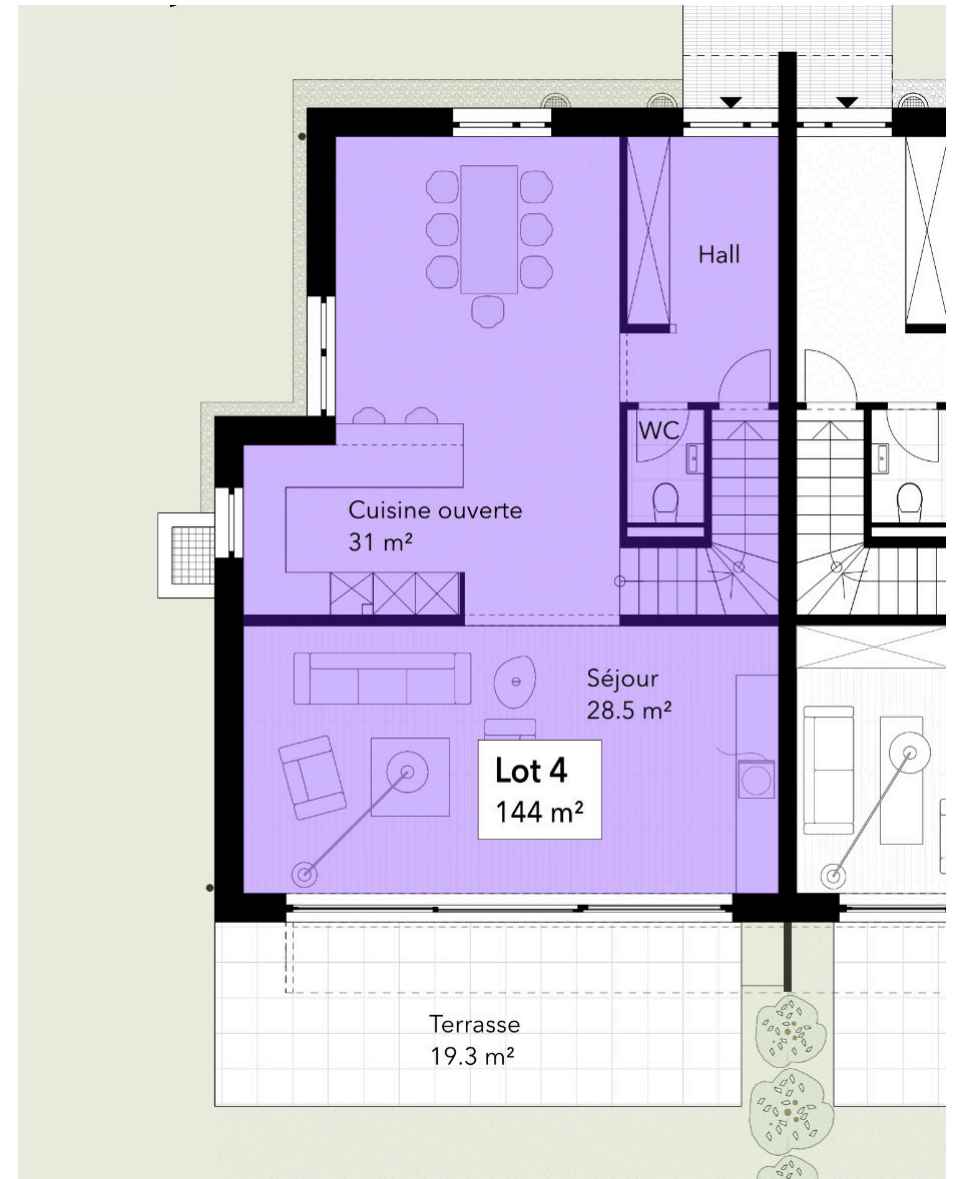 Hall
WC
Cuisine ouverte
31 m²
Séjour
28.5 m²
Lot 4
144 m²
Terrasse
19.3 m²